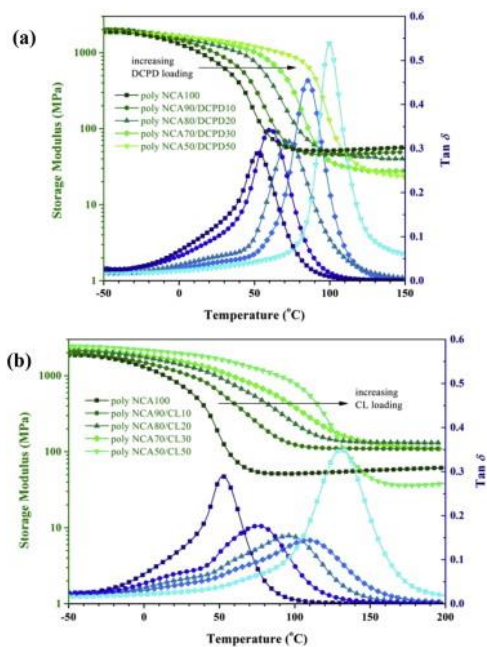 (a)
Storage Modulus (MPa)
1000
100
10
1
increasing
DCPD loading
poly NCA100
poly NCA90/DCPD10
poly NCA80/DCPD20
poly NCA70/DCPD30
poly NCA50/DCPD50
0.6
0.5
0.4
0.3
0.2
0.1
0.0
Tan δ
-50 0 50 100 150
Temperature (°C)
(b)
Storage Modulus (MPa)
1000
100
10
1
poly NCA100
poly NCA90/CL10
poly NCA80/CL20
poly NCA70/CL30
poly NCA50/CL50
increasing
CL loading
0.6
0.5
0.4
0.3
0.2
0.1
0.0
Tan δ
-50 0 50 100 150 200
Temperature (°C)